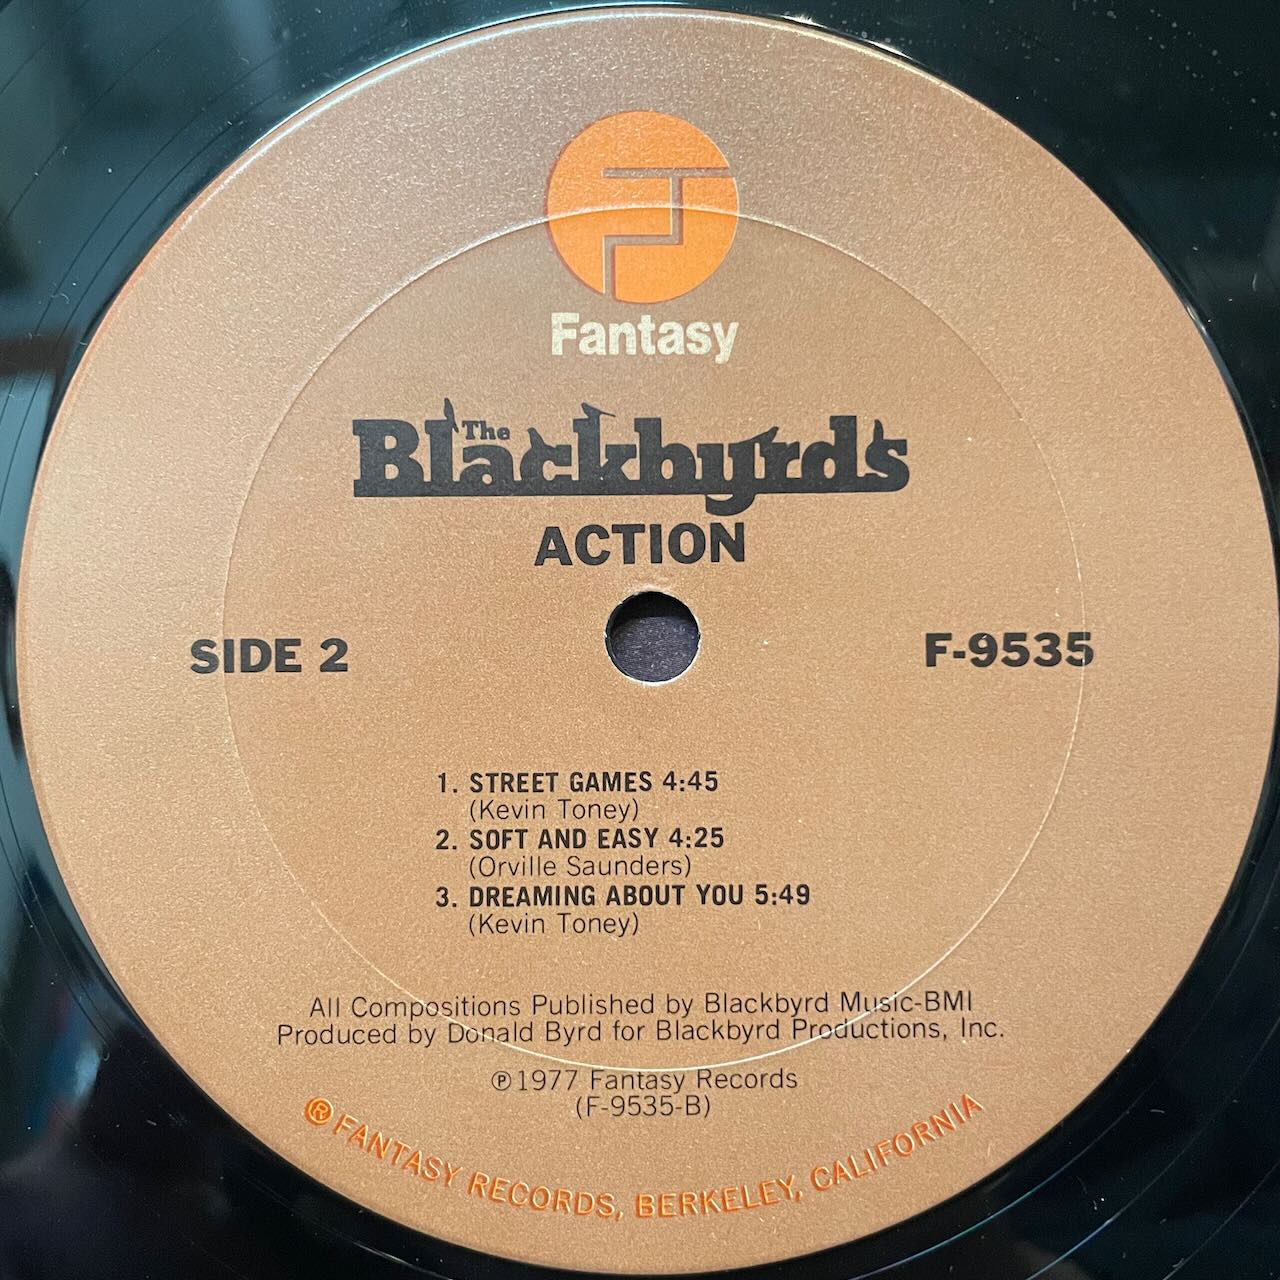 Fantasy
The Blackbyrds
ACTION
SIDE 2
F-9535
1. STREET GAMES 4:45
(Kevin Toney)
2. SOFT AND EASY 4:25
(Orville Saunders)
3. DREAMING ABOUT YOU 5:49
(Kevin Toney)
All Compositions Published by Blackbyrd Music-BMI
Produced by Donald Byrd for Blackbyrd Productions, Inc.
℗1977 Fantasy Records
(F-9535-B)
® FANTASY RECORDS, BERKELEY, CALIFORNIA